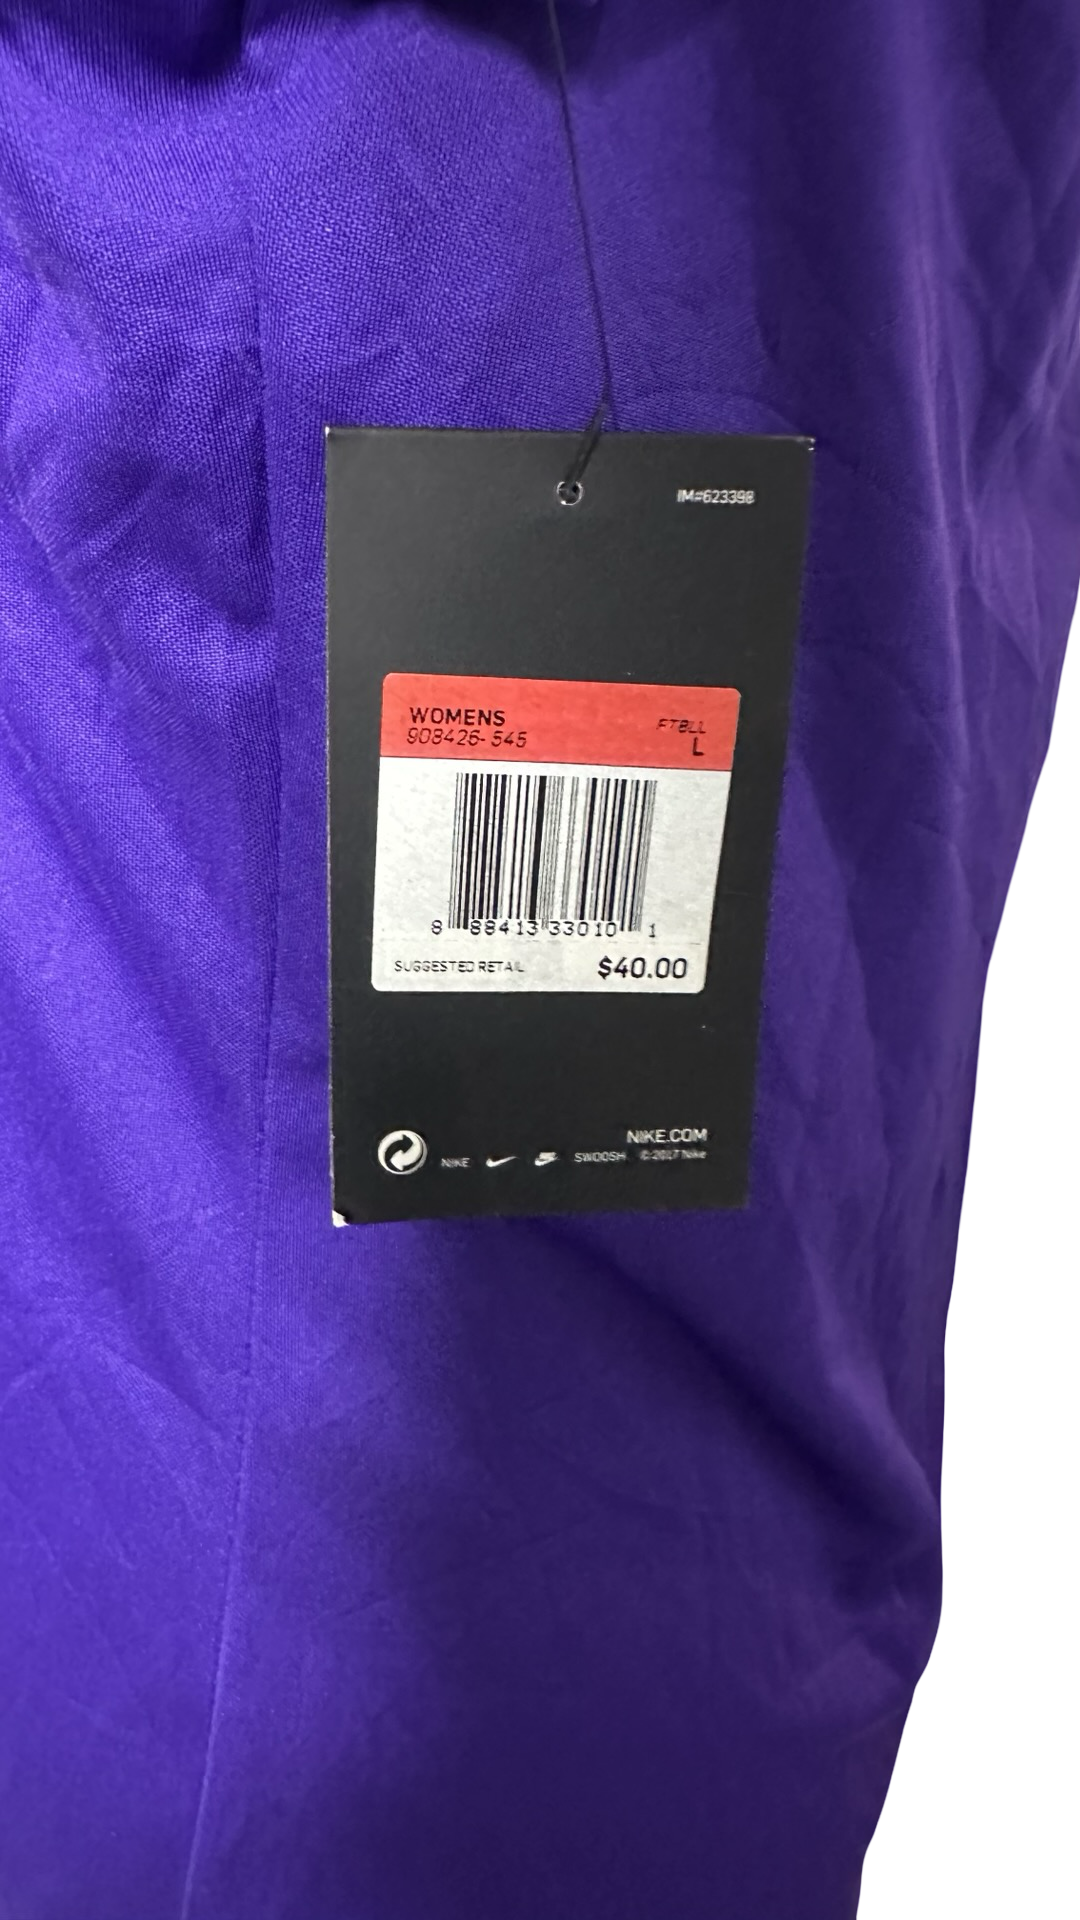 IM#623398
WOMENS FTBLL
908426-545 L
8 88413 33010 1
SUGGESTED RETAIL $40.00
NIKE.COM
NIKE SWOOSH © 2017 Nike